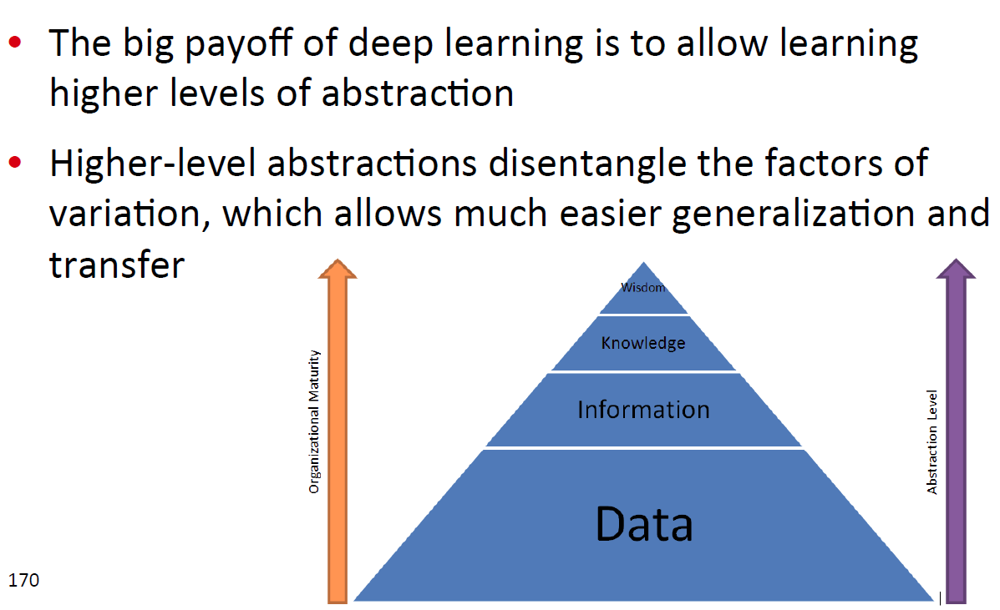 • The big payoff of deep learning is to allow learning
higher levels of abstraction
• Higher-level abstractions disentangle the factors of
variation, which allows much easier generalization and
transfer
Organizational Maturity
Wisdom
Knowledge
Information
Data
Abstraction Level
170